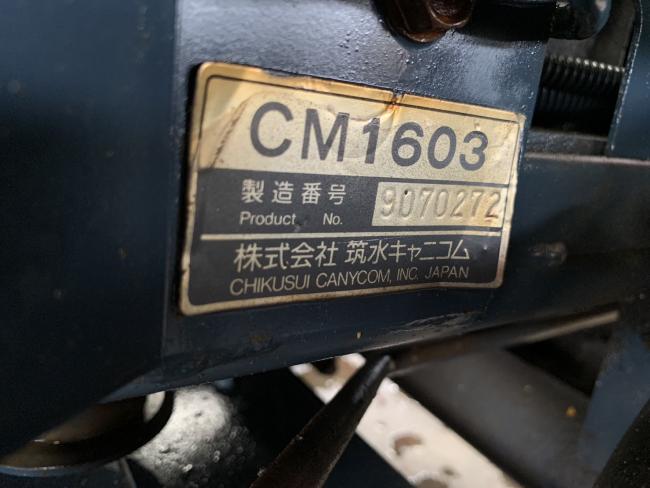 CM1603
製造番号 9070272
Product No.
株式会社 筑水キャニコム
CHIKUSUI CANYCOM, INC. JAPAN